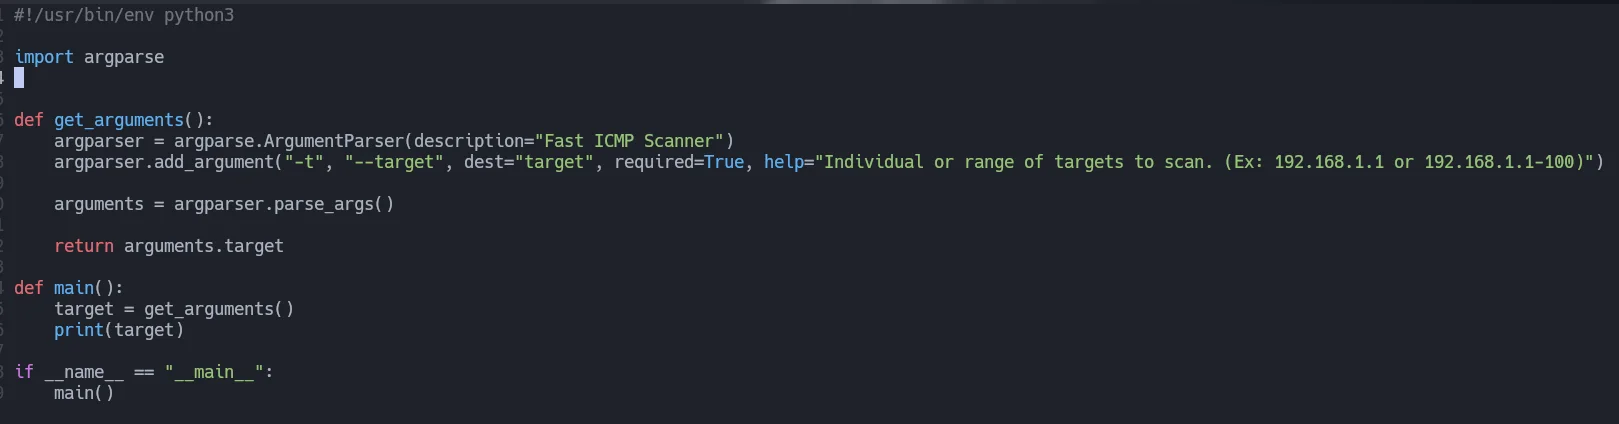 #!/usr/bin/env python3
import argparse
def get_arguments():
    argparser = argparse.ArgumentParser(description="Fast ICMP Scanner")
    argparser.add_argument("-t", "--target", dest="target", required=True, help="Individual or range of targets to scan. (Ex: 192.168.1.1 or 192.168.1.1-100)")
    arguments = argparser.parse_args()
    return arguments.target
def main():
    target = get_arguments()
    print(target)
if __name__ == "__main__":
    main()